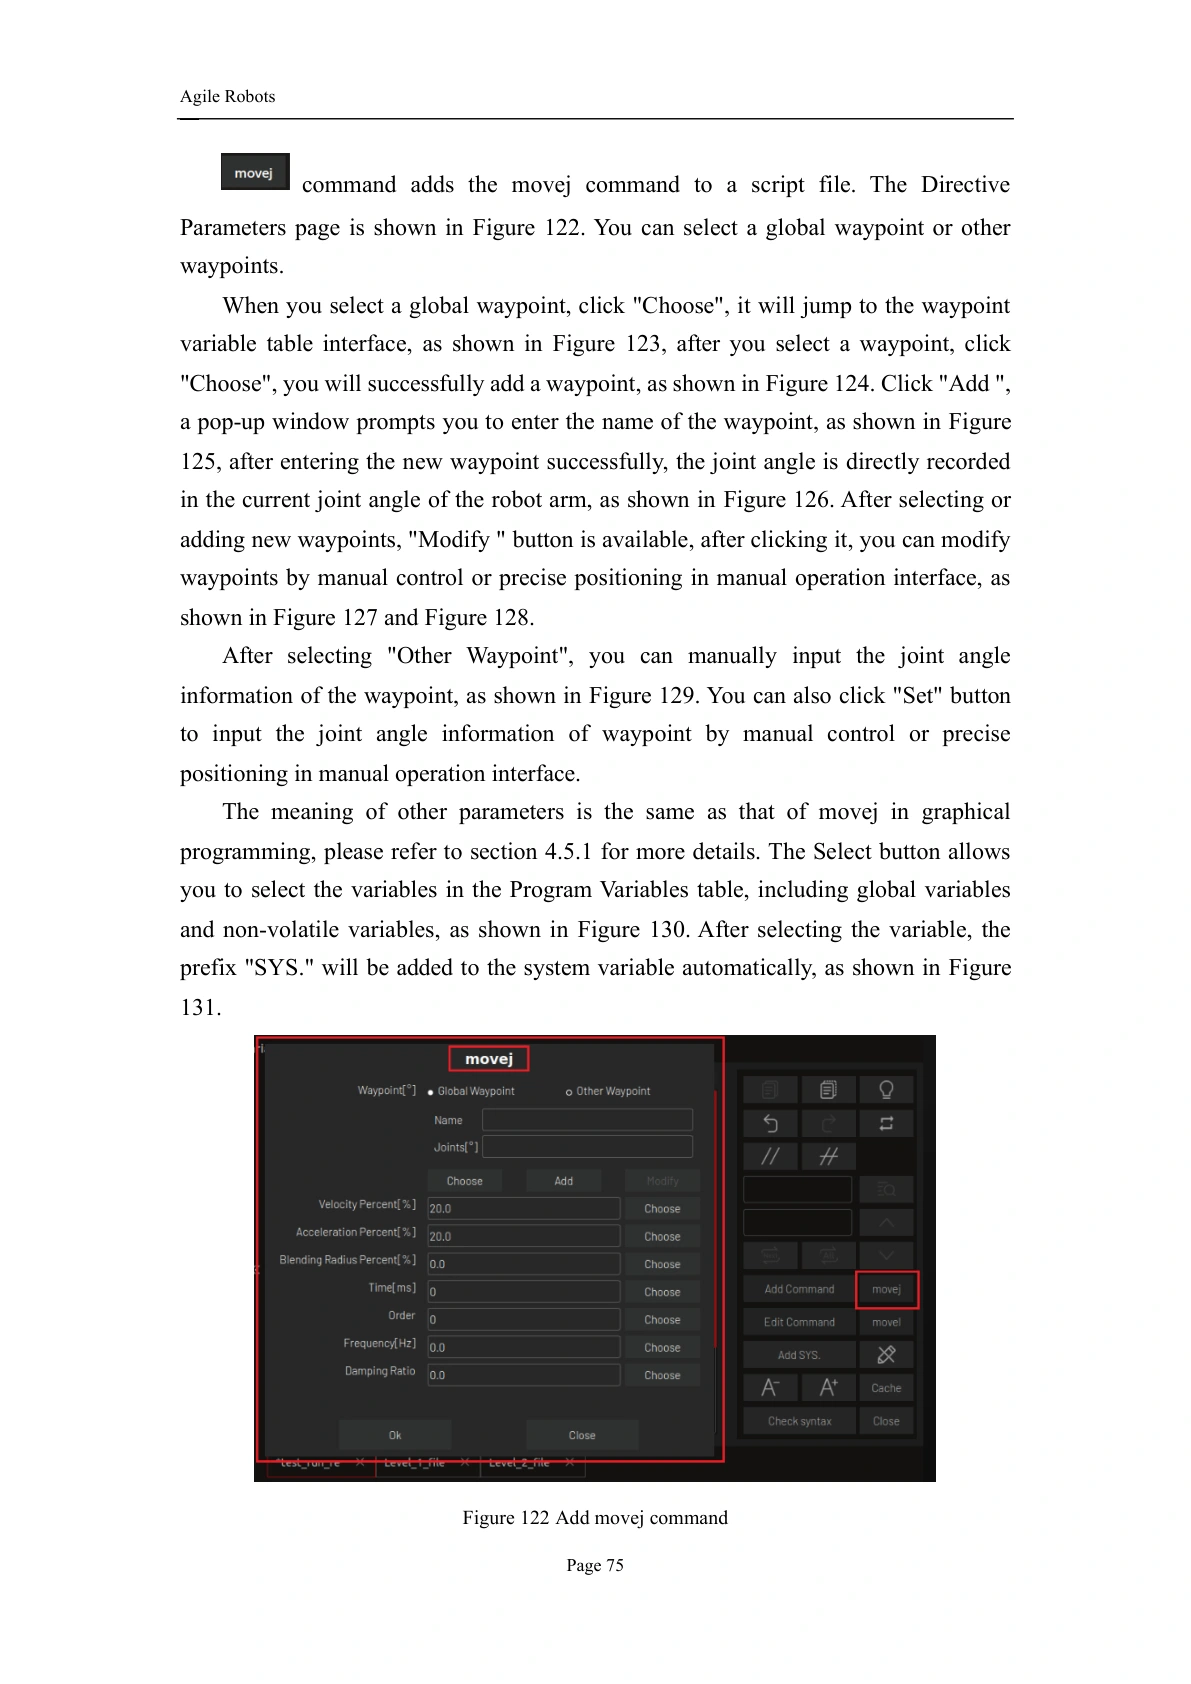 Agile Robots
movej command adds the movej command to a script file. The Directive
Parameters page is shown in Figure 122. You can select a global waypoint or other
waypoints.
When you select a global waypoint, click "Choose", it will jump to the waypoint
variable table interface, as shown in Figure 123, after you select a waypoint, click
"Choose", you will successfully add a waypoint, as shown in Figure 124. Click "Add ",
a pop-up window prompts you to enter the name of the waypoint, as shown in Figure
125, after entering the new waypoint successfully, the joint angle is directly recorded
in the current joint angle of the robot arm, as shown in Figure 126. After selecting or
adding new waypoints, "Modify " button is available, after clicking it, you can modify
waypoints by manual control or precise positioning in manual operation interface, as
shown in Figure 127 and Figure 128.
After selecting "Other Waypoint", you can manually input the joint angle
information of the waypoint, as shown in Figure 129. You can also click "Set" button
to input the joint angle information of waypoint by manual control or precise
positioning in manual operation interface.
The meaning of other parameters is the same as that of movej in graphical
programming, please refer to section 4.5.1 for more details. The Select button allows
you to select the variables in the Program Variables table, including global variables
and non-volatile variables, as shown in Figure 130. After selecting the variable, the
prefix "SYS." will be added to the system variable automatically, as shown in Figure
131.
movej
Waypoint[°] Global Waypoint Other Waypoint
Name
Joints[°]
Choose Add Modify
Velocity Percent[%] 20.0 Choose
Acceleration Percent[%] 20.0 Choose
Blending Radius Percent[%] 0.0 Choose
Time[ms] 0 Choose
Order 0 Choose
Frequency[Hz] 0.0 Choose
Damping Ratio 0.0 Choose
Ok Close
*test_run_re × Level_1_file × Level_2_file ×
// #
Add Command movej
Edit Command movel
Add SYS.
A- A+ Cache
Check syntax Close
Figure 122 Add movej command
Page 75